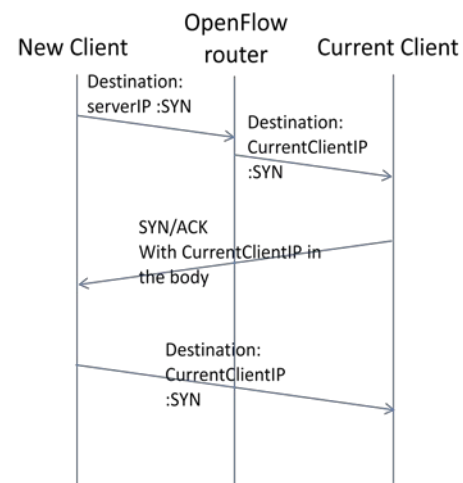 New Client
OpenFlow
router
Current Client
Destination:
serverIP :SYN
Destination:
CurrentClientIP
:SYN
SYN/ACK
With CurrentClientIP in
the body
Destination:
CurrentClientIP
:SYN